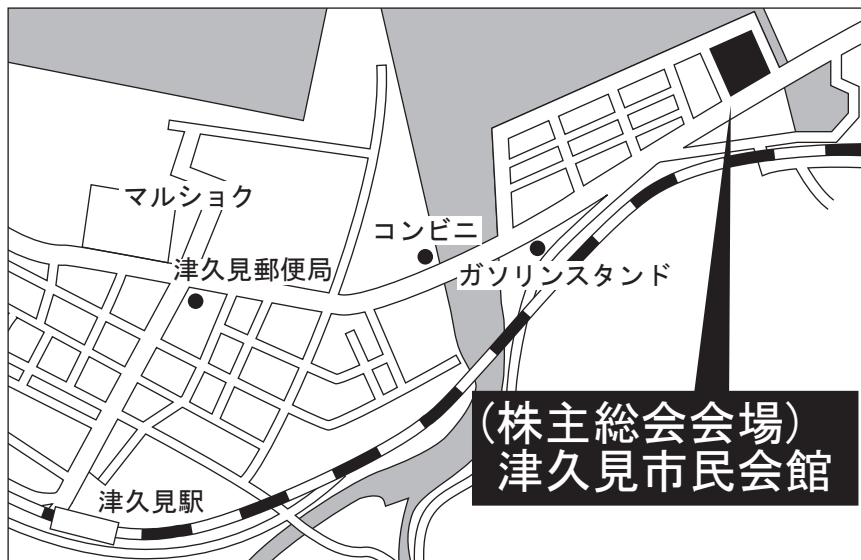 マルショク
コンビニ
津久見郵便局
ガソリンスタンド
(株主総会会場)
津久見市民会館
津久見駅